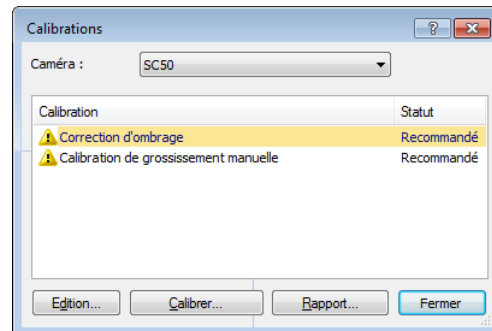 Calibrations
Caméra : SC50
Calibration Statut
Correction d'ombrage Recommandé
Calibration de grossissement manuelle Recommandé
Edition... Calibrer... Rapport... Fermer